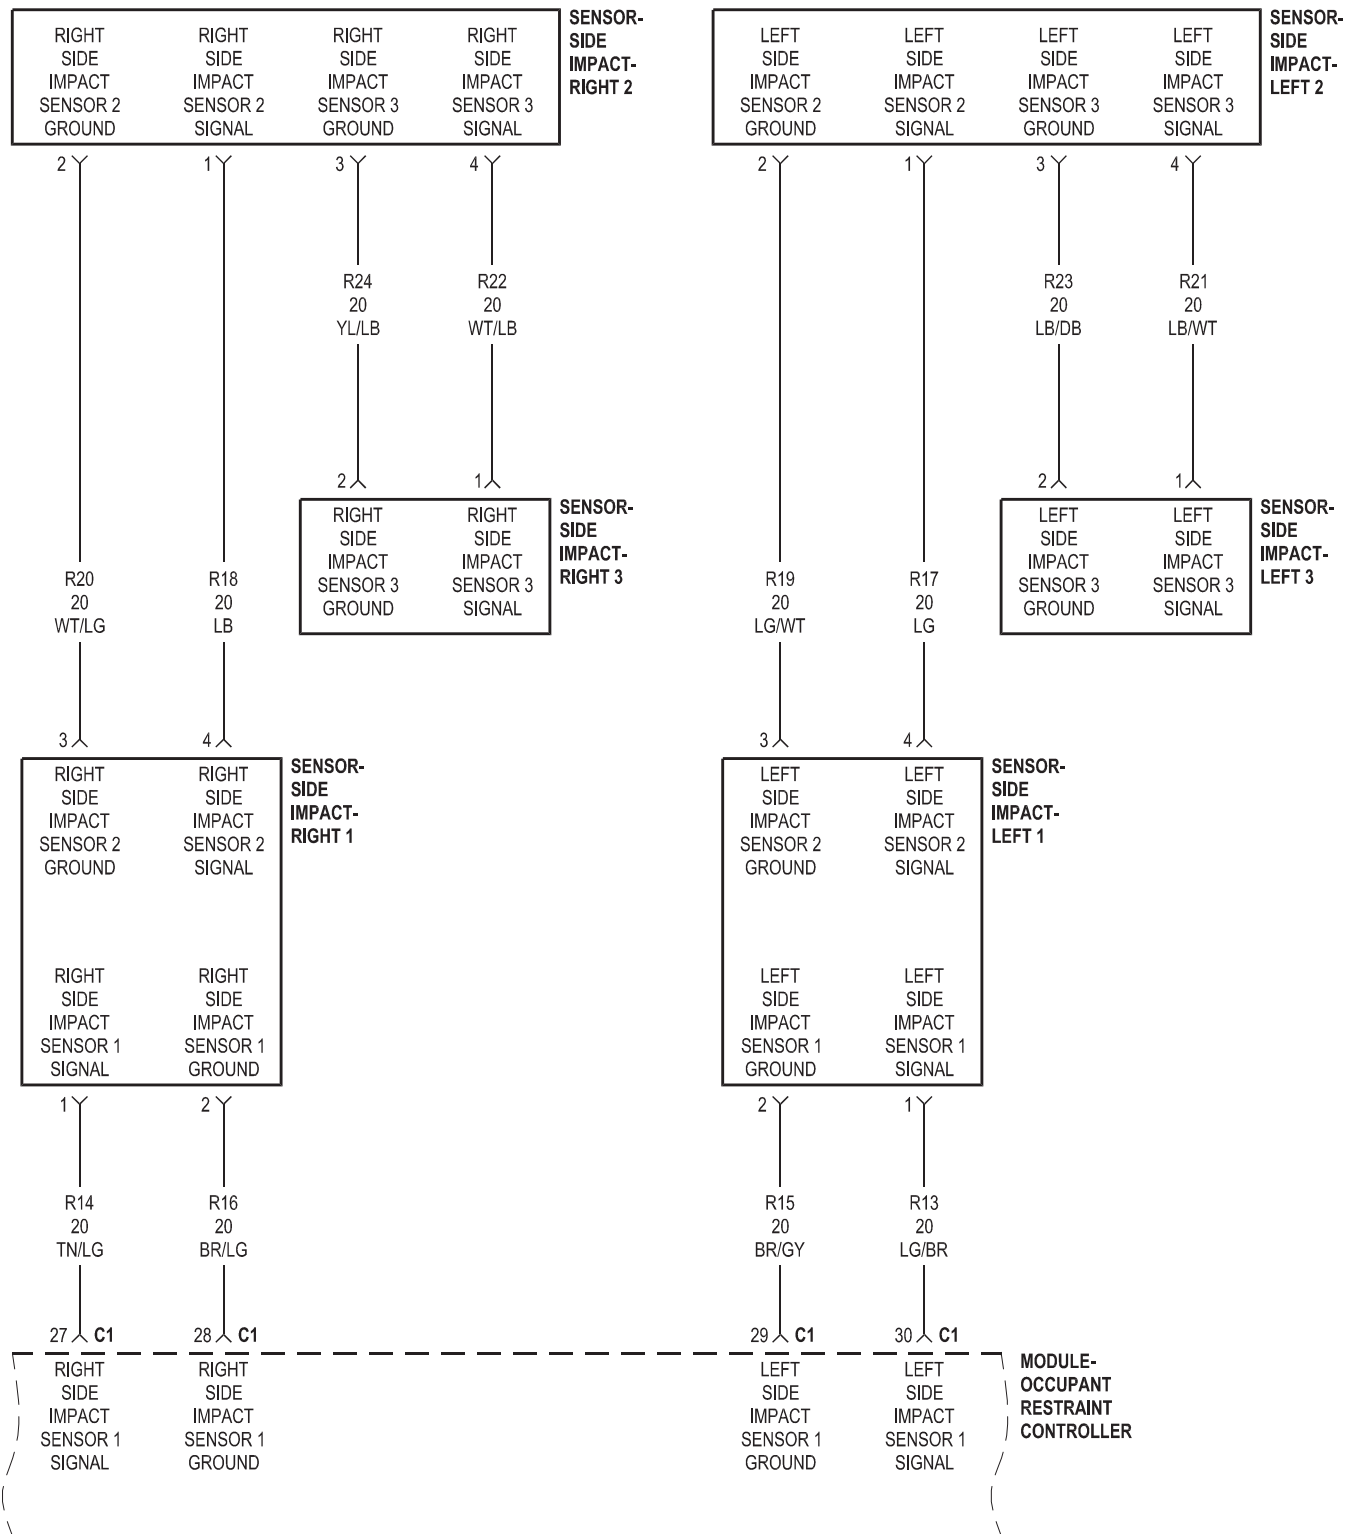 RIGHT SIDE IMPACT SENSOR 2 GROUND
RIGHT SIDE IMPACT SENSOR 2 SIGNAL
RIGHT SIDE IMPACT SENSOR 3 GROUND
RIGHT SIDE IMPACT SENSOR 3 SIGNAL
SENSOR-
SIDE
IMPACT-
RIGHT 2
2
1
3
4
R24
20
YL/LB
R22
20
WT/LB
2
1
RIGHT SIDE IMPACT SENSOR 3 GROUND
RIGHT SIDE IMPACT SENSOR 3 SIGNAL
SENSOR-
SIDE
IMPACT-
RIGHT 3
R20
20
WT/LG
R18
20
LB
3
4
RIGHT SIDE IMPACT SENSOR 2 GROUND
RIGHT SIDE IMPACT SENSOR 2 SIGNAL
SENSOR-
SIDE
IMPACT-
RIGHT 1
RIGHT SIDE IMPACT SENSOR 1 SIGNAL
RIGHT SIDE IMPACT SENSOR 1 GROUND
1
2
R14
20
TN/LG
R16
20
BR/LG
27 C1
28 C1
RIGHT SIDE IMPACT SENSOR 1 SIGNAL
RIGHT SIDE IMPACT SENSOR 1 GROUND
LEFT SIDE IMPACT SENSOR 2 GROUND
LEFT SIDE IMPACT SENSOR 2 SIGNAL
LEFT SIDE IMPACT SENSOR 3 GROUND
LEFT SIDE IMPACT SENSOR 3 SIGNAL
SENSOR-
SIDE
IMPACT-
LEFT 2
2
1
3
4
R23
20
LB/DB
R21
20
LB/WT
2
1
LEFT SIDE IMPACT SENSOR 3 GROUND
LEFT SIDE IMPACT SENSOR 3 SIGNAL
SENSOR-
SIDE
IMPACT-
LEFT 3
R19
20
LG/WT
R17
20
LG
3
4
LEFT SIDE IMPACT SENSOR 2 GROUND
LEFT SIDE IMPACT SENSOR 2 SIGNAL
SENSOR-
SIDE
IMPACT-
LEFT 1
LEFT SIDE IMPACT SENSOR 1 GROUND
LEFT SIDE IMPACT SENSOR 1 SIGNAL
2
1
R15
20
BR/GY
R13
20
LG/BR
29 C1
30 C1
LEFT SIDE IMPACT SENSOR 1 GROUND
LEFT SIDE IMPACT SENSOR 1 SIGNAL
MODULE-
OCCUPANT
RESTRAINT
CONTROLLER